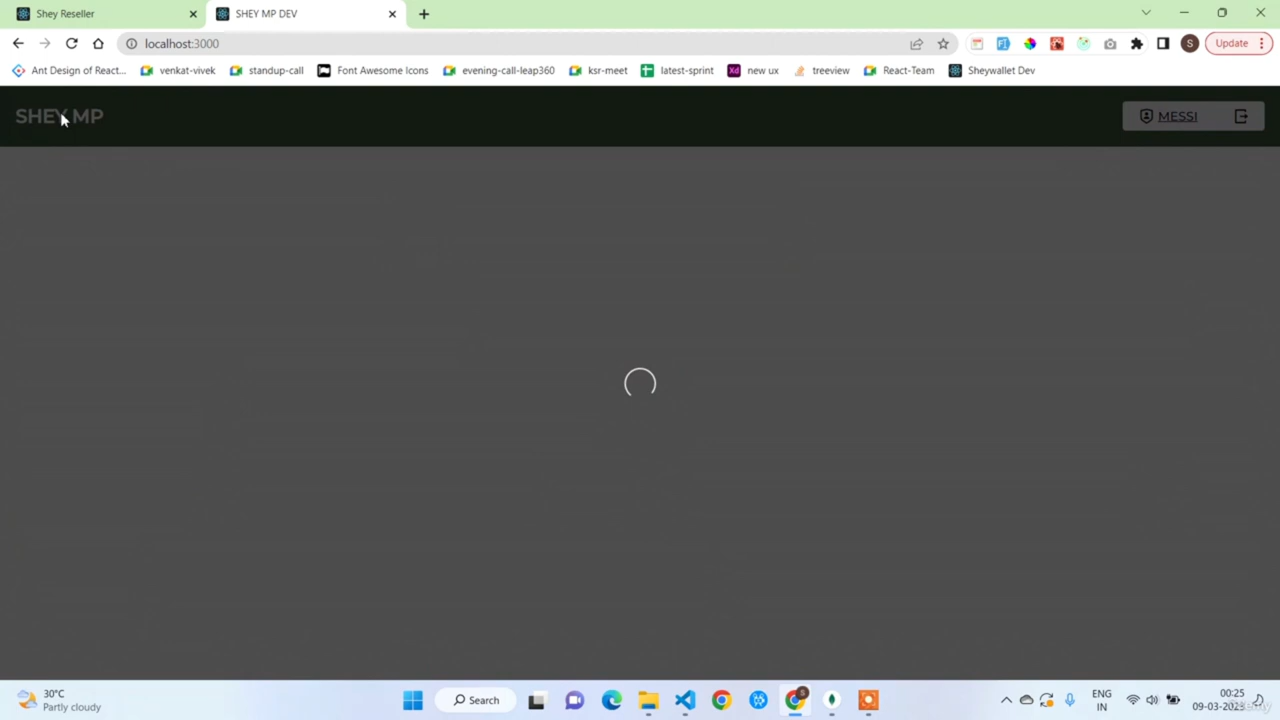 Shey Reseller
SHEY MP DEV
localhost:3000
Update
Ant Design of React...
venkat-vivek
standup-call
Font Awesome Icons
evening-call-leap360
ksr-meet
latest-sprint
Xd
new ux
treeview
React-Team
Sheywallet Dev
SHEY MP
MESSI
30°C
Partly cloudy
Search
ENG
IN
00:25
09-03-2023